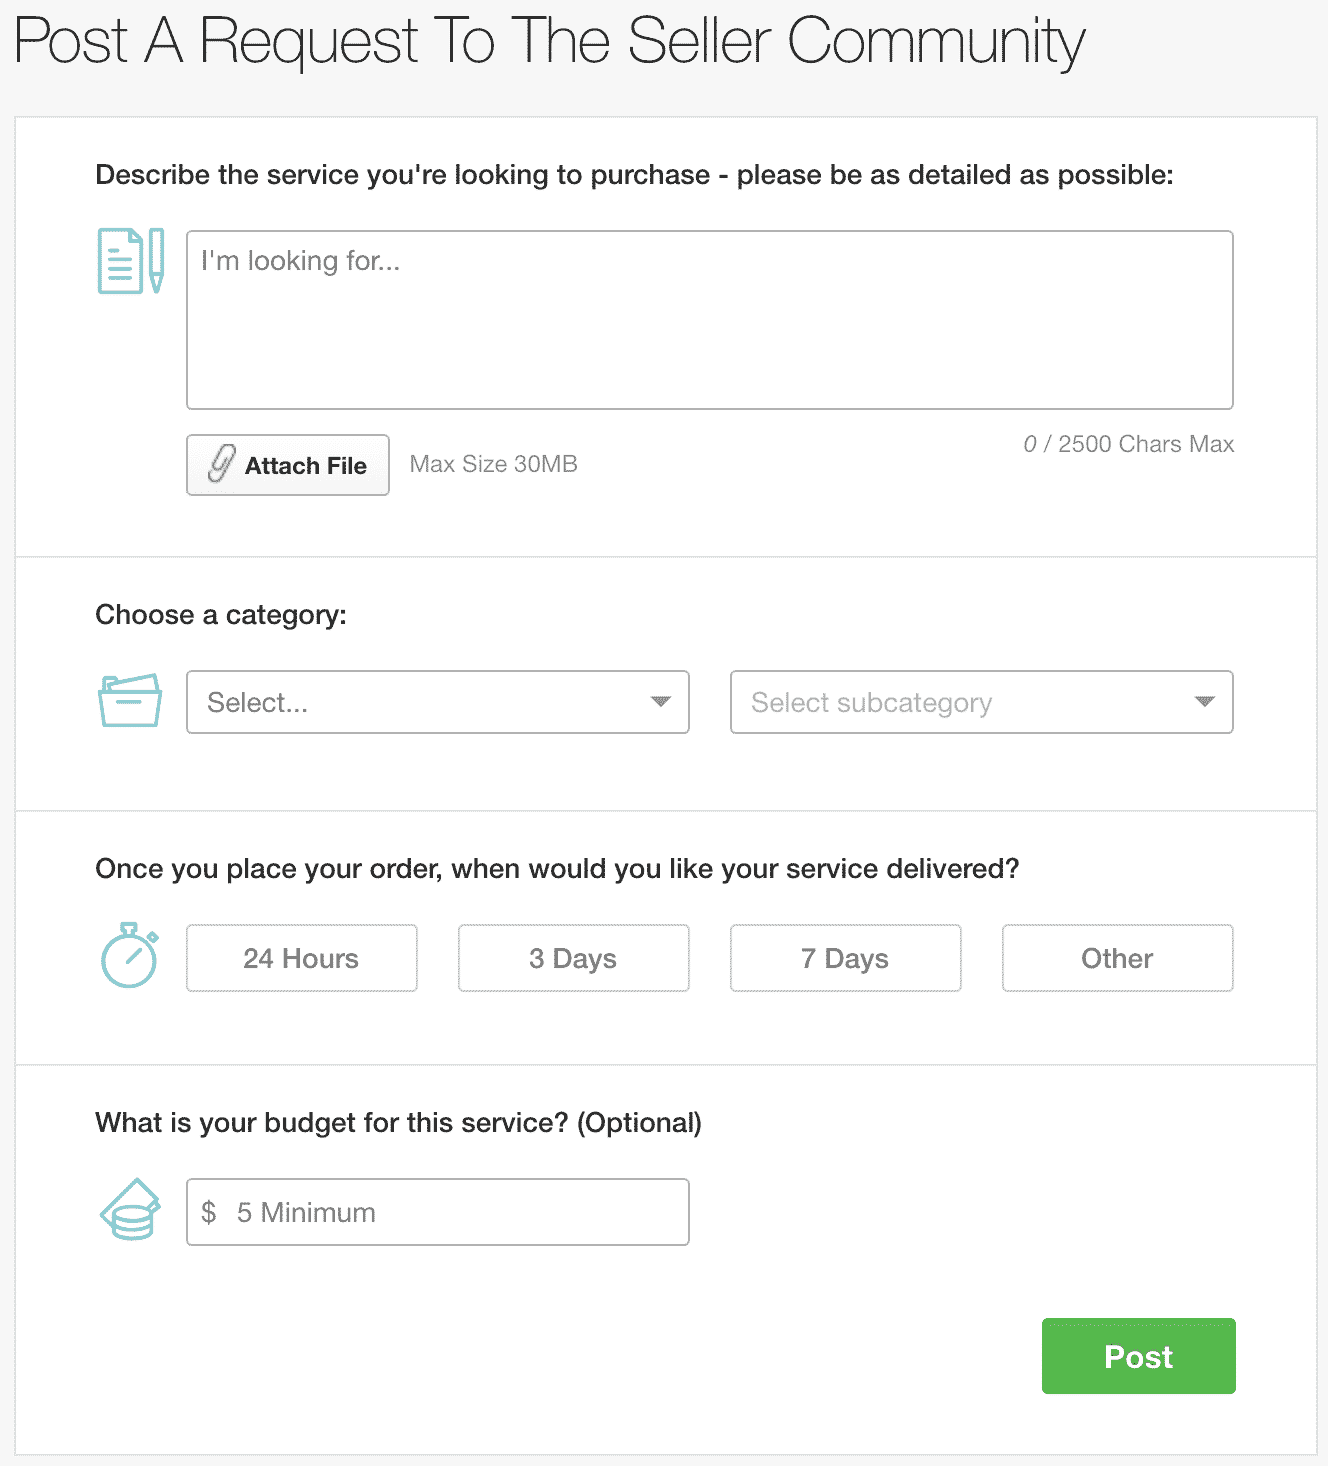 Post A Request To The Seller Community
Describe the service you're looking to purchase - please be as detailed as possible:
I'm looking for...
Attach File
Max Size 30MB
0 / 2500 Chars Max
Choose a category:
Select...
Select subcategory
Once you place your order, when would you like your service delivered?
24 Hours
3 Days
7 Days
Other
What is your budget for this service? (Optional)
$ 5 Minimum
Post